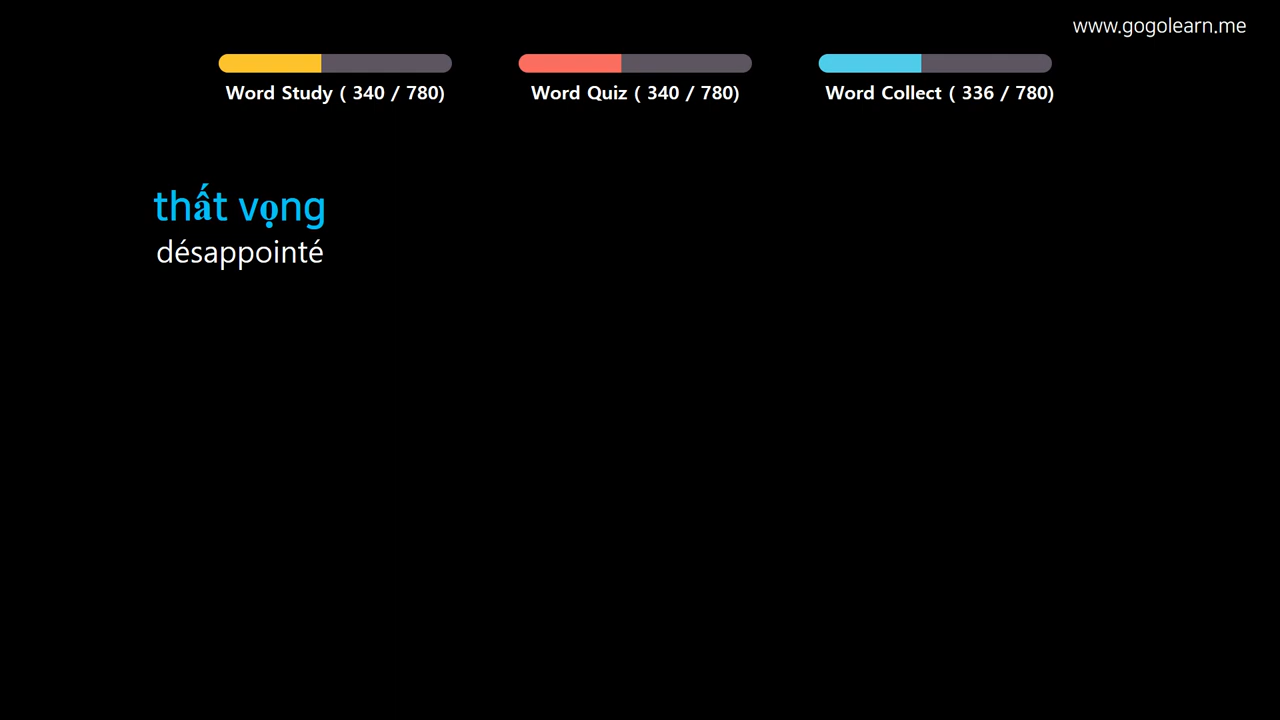 www.gogolearn.me
Word Study ( 340 / 780)
Word Quiz ( 340 / 780)
Word Collect ( 336 / 780)
thất vọng
désappointé